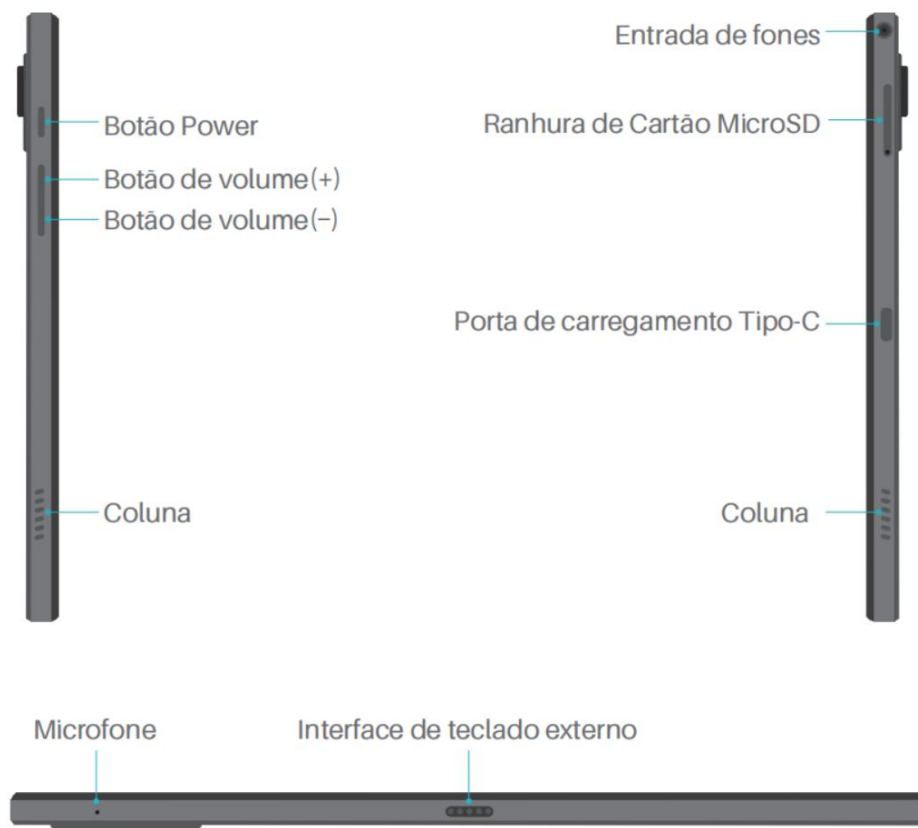 Entrada de fones
Botão Power
Ranhura de Cartão MicroSD
Botão de volume(+)
Botão de volume(−)
Porta de carregamento Tipo-C
Coluna
Coluna
Microfone
Interface de teclado externo